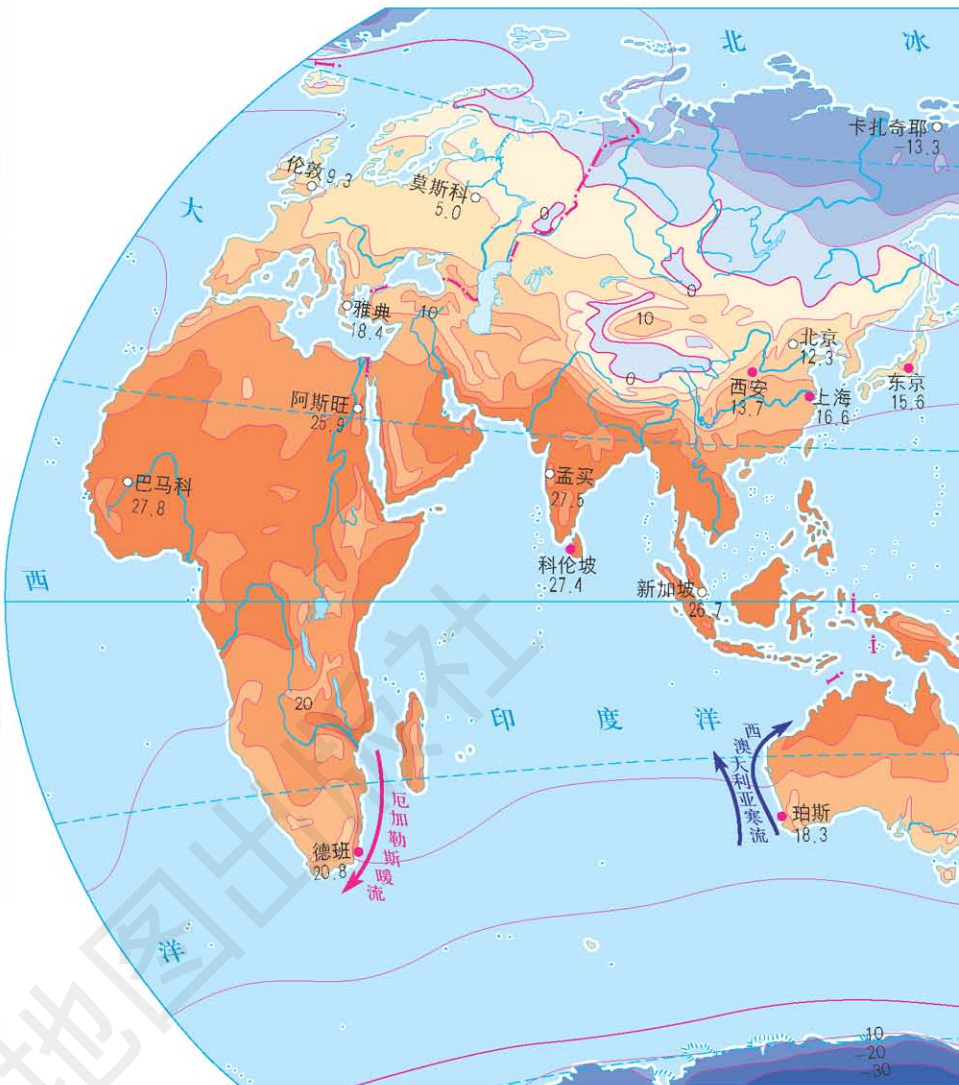 北 冰
卡扎奇耶
-13.3
伦敦 9.3
莫斯科
5.0
大
0
0
雅典
18.4
10
10
0
北京
12.3
西安
13.7
上海
16.6
东京
15.6
阿斯旺
25.9
巴马科
27.8
孟买
27.5
科伦坡
27.4
新加坡
26.7
西
20
印 度 洋
西澳大利亚寒流
厄加勒斯暖流
珀斯
18.3
德班
20.8
洋
-10
-20
-30
地图出版社